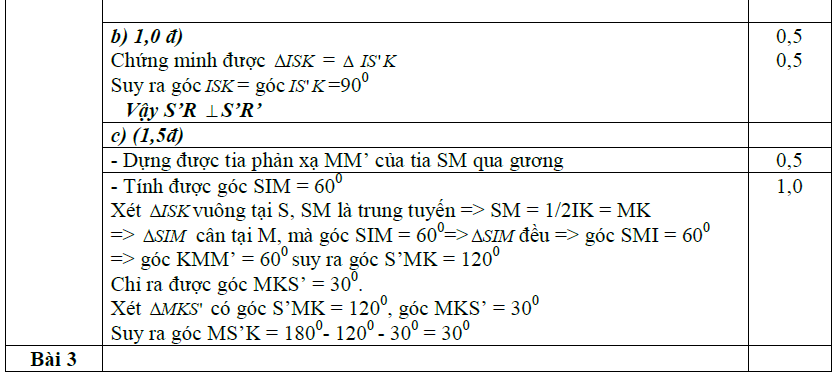 b) 1,0 đ)
0,5
Chứng minh được ΔISK = Δ IS'K
0,5
Suy ra góc ISK = góc IS'K =90⁰
Vậy S’R ⊥ S’R’
c) (1,5đ)
- Dựng được tia phản xạ MM’ của tia SM qua gương
0,5
- Tính được góc SIM = 60⁰
1,0
Xét ΔISK vuông tại S, SM là trung tuyến => SM = 1/2IK = MK
=> ΔSIM cân tại M, mà góc SIM = 60⁰=> ΔSIM đều => góc SMI = 60⁰
=> góc KMM’ = 60⁰ suy ra góc S’MK = 120⁰
Chỉ ra được góc MKS’ = 30⁰.
Xét ΔMKS' có góc S’MK = 120⁰, góc MKS’ = 30⁰
Suy ra góc MS’K = 180⁰- 120⁰ - 30⁰ = 30⁰
Bài 3